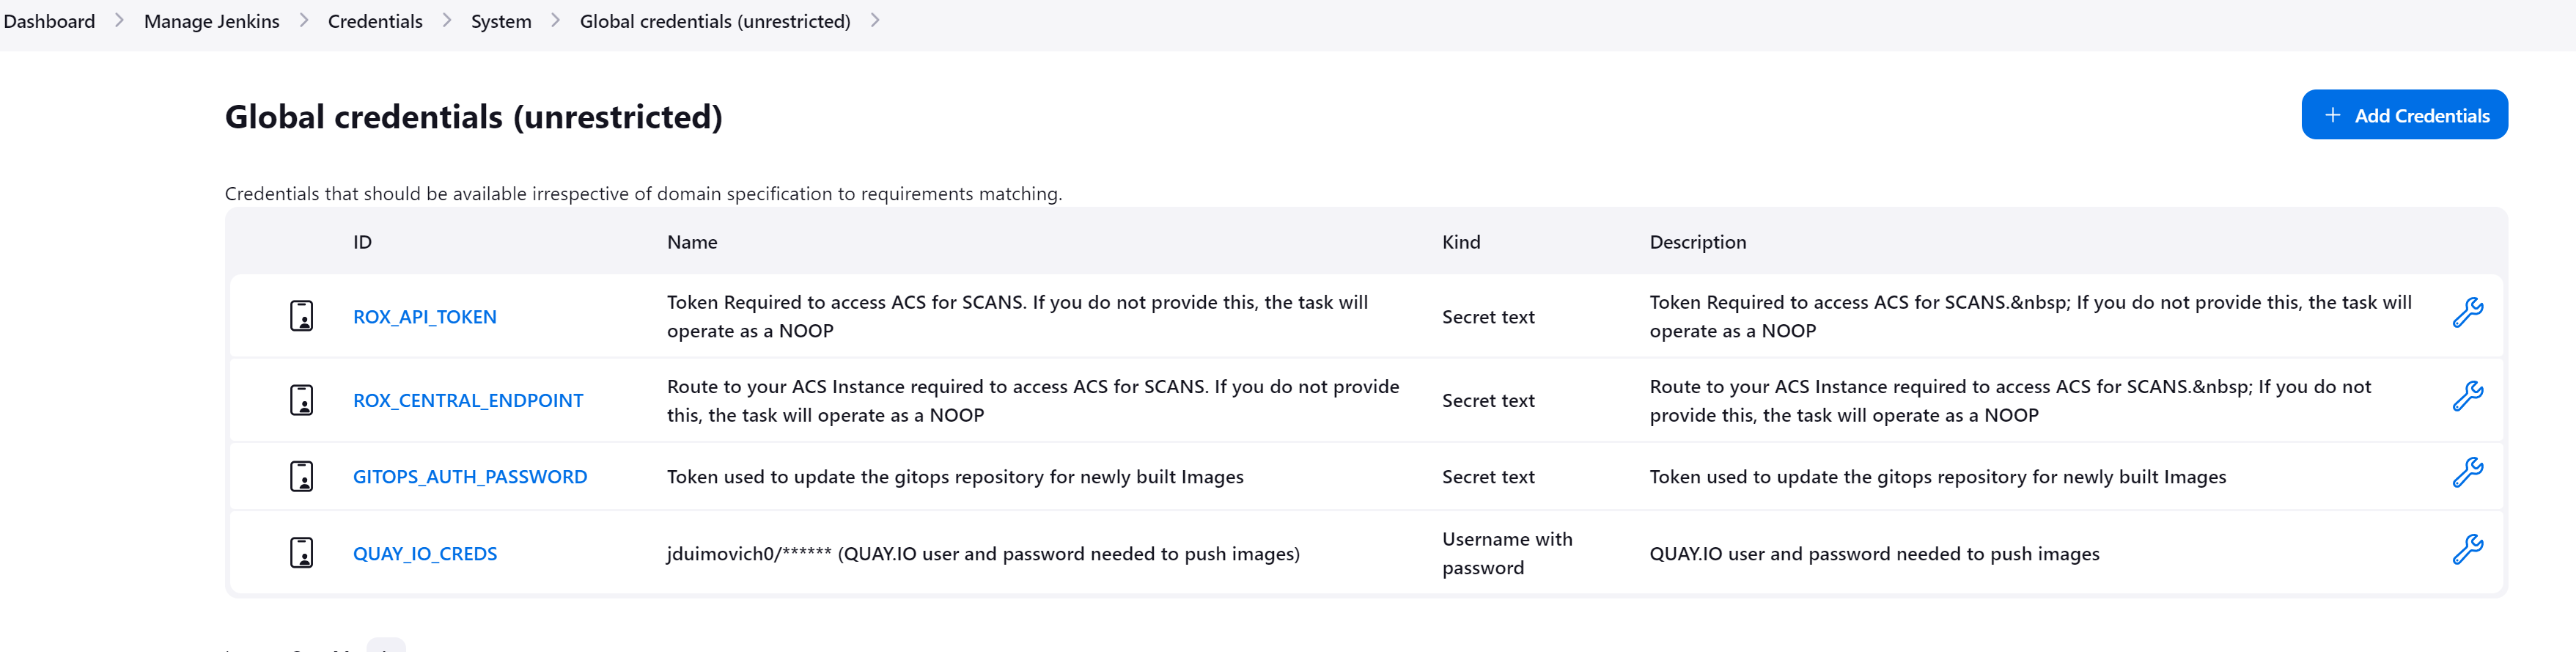 Dashboard > Manage Jenkins > Credentials > System > Global credentials (unrestricted) >
Global credentials (unrestricted)
+ Add Credentials
Credentials that should be available irrespective of domain specification to requirements matching.
ID Name Kind Description
ROX_API_TOKEN
Token Required to access ACS for SCANS. If you do not provide this, the task will
operate as a NOOP
Secret text
Token Required to access ACS for SCANS.&nbsp; If you do not provide this, the task will
operate as a NOOP
ROX_CENTRAL_ENDPOINT
Route to your ACS Instance required to access ACS for SCANS. If you do not provide
this, the task will operate as a NOOP
Secret text
Route to your ACS Instance required to access ACS for SCANS.&nbsp; If you do not
provide this, the task will operate as a NOOP
GITOPS_AUTH_PASSWORD
Token used to update the gitops repository for newly built Images
Secret text
Token used to update the gitops repository for newly built Images
QUAY_IO_CREDS
jduimovich0/****** (QUAY.IO user and password needed to push images)
Username with
password
QUAY.IO user and password needed to push images